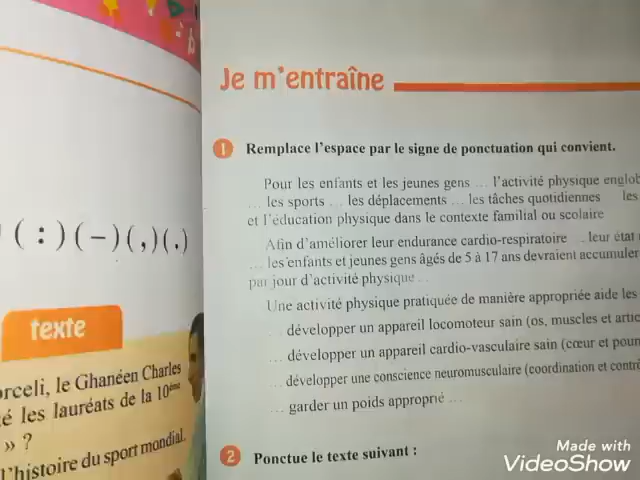 (:)(-)(,)(.)
texte
orceli, le Ghanéen Charles
é les lauréats de la 10ème
» ?
l'histoire du sport mondial.
Je m'entraîne
1 Remplace l'espace par le signe de ponctuation qui convient.
Pour les enfants et les jeunes gens ... l'activité physique englob
... les sports ... les déplacements ... les tâches quotidiennes les
et l'éducation physique dans le contexte familial ou scolaire
Afin d'améliorer leur endurance cardio-respiratoire ... leur état
... les enfants et jeunes gens âgés de 5 à 17 ans devraient accumuler
par jour d'activité physique ...
Une activité physique pratiquée de manière appropriée aide les
... développer un appareil locomoteur sain (os, muscles et artic
... développer un appareil cardio-vasculaire sain (cœur et poum
... développer une conscience neuromusculaire (coordination et contrô
... garder un poids approprié ...
2 Ponctue le texte suivant :
Made with
VideoShow